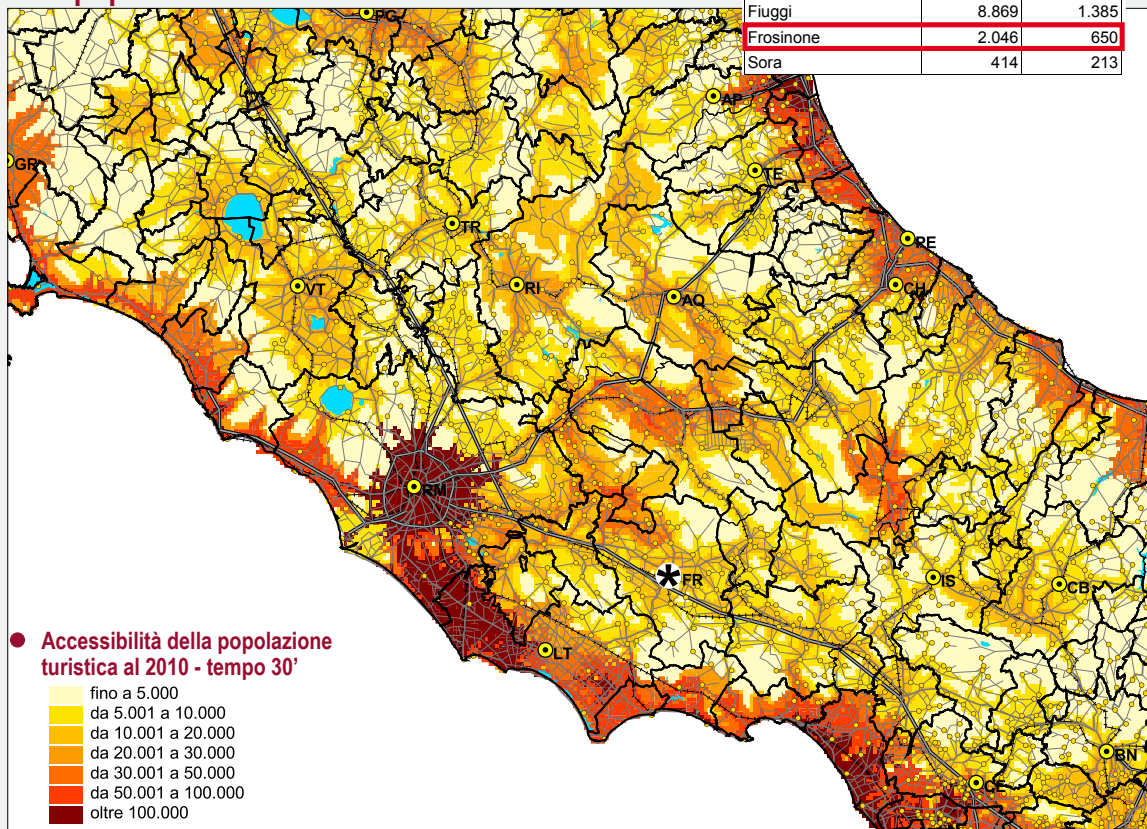 Fiuggi 8.869 1.385
Frosinone 2.046 650
Sora 414 213
PG
AP
GR
TE
TR
PE
VT
RI
AQ
CH
RM
FR
IS
CB
LT
BN
CE
Accessibilità della popolazione
turistica al 2010 - tempo 30'
fino a 5.000
da 5.001 a 10.000
da 10.001 a 20.000
da 20.001 a 30.000
da 30.001 a 50.000
da 50.001 a 100.000
oltre 100.000